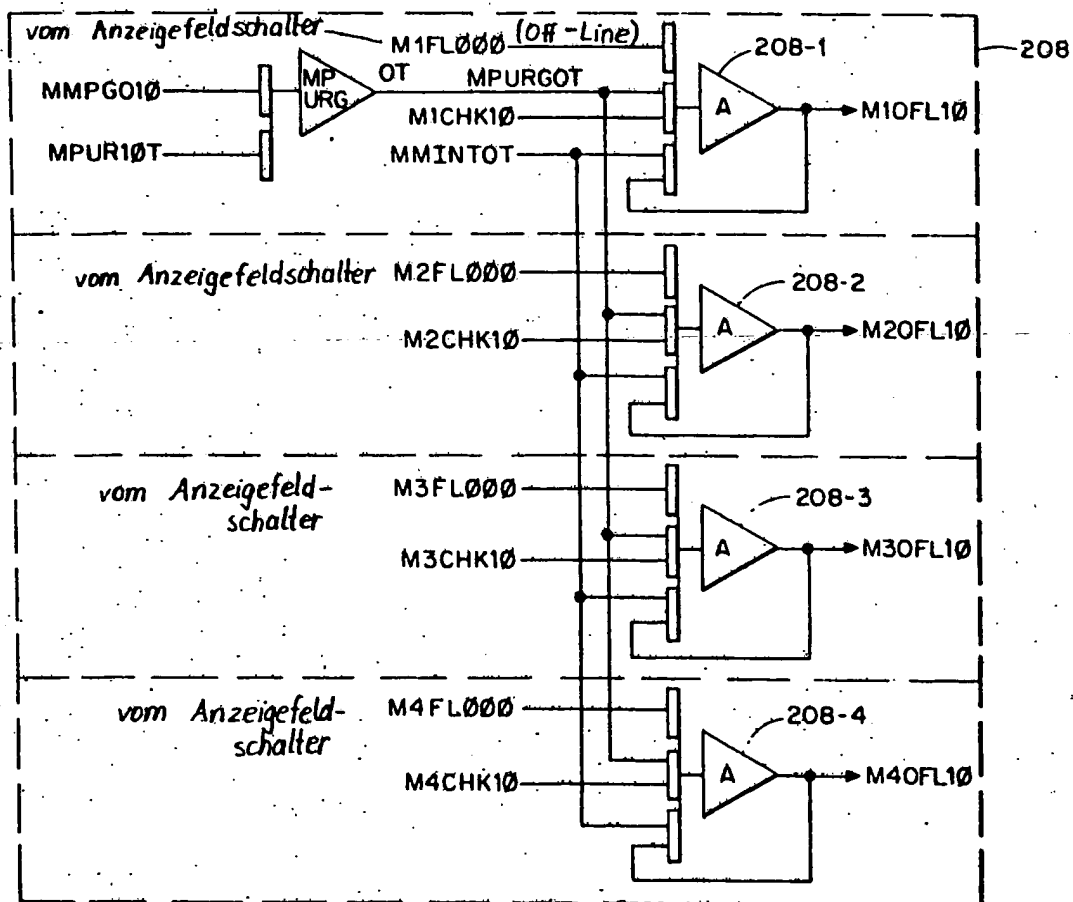 vom Anzeigefeldschalter M1FLØØØ (Off-Line)
208-1
208
MMPGO1Ø
MP URG
OT
MPURGOT
A
M1OFL1Ø
M1CHK1Ø
MPUR1ØT
MMINTOT
vom Anzeigefeldschalter M2FLØØØ
208-2
A
M2OFL1Ø
M2CHK1Ø
vom Anzeigefeld-
schalter
M3FLØØØ
208-3
A
M3OFL1Ø
M3CHK1Ø
vom Anzeigefeld-
schalter
M4FLØØØ
208-4
A
M4OFL1Ø
M4CHK1Ø